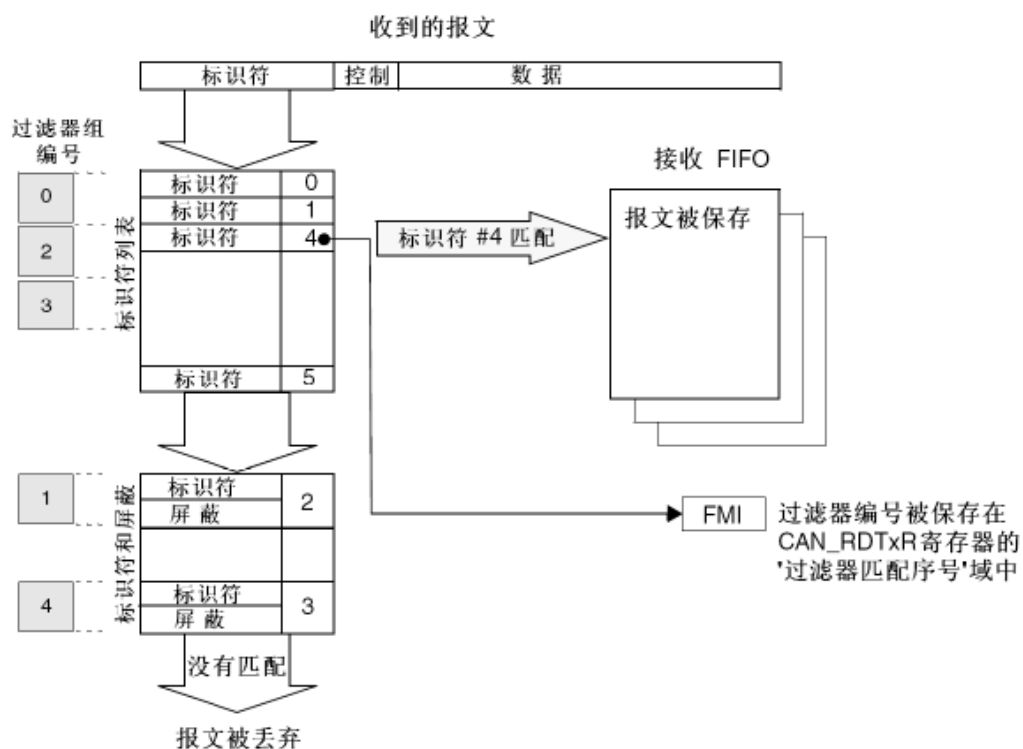 收到的报文
标识符 控制 数据
过滤器组
编号
0
2
3
标识符列表
标识符 0
标识符 1
标识符 4
标识符 5
标识符 #4 匹配
接收 FIFO
报文被保存
1
4
标识符和屏蔽
标识符
屏蔽
2
标识符
屏蔽
3
FMI
过滤器编号被保存在
CAN_RDTxR寄存器的
'过滤器匹配序号'域中
没有匹配
报文被丢弃